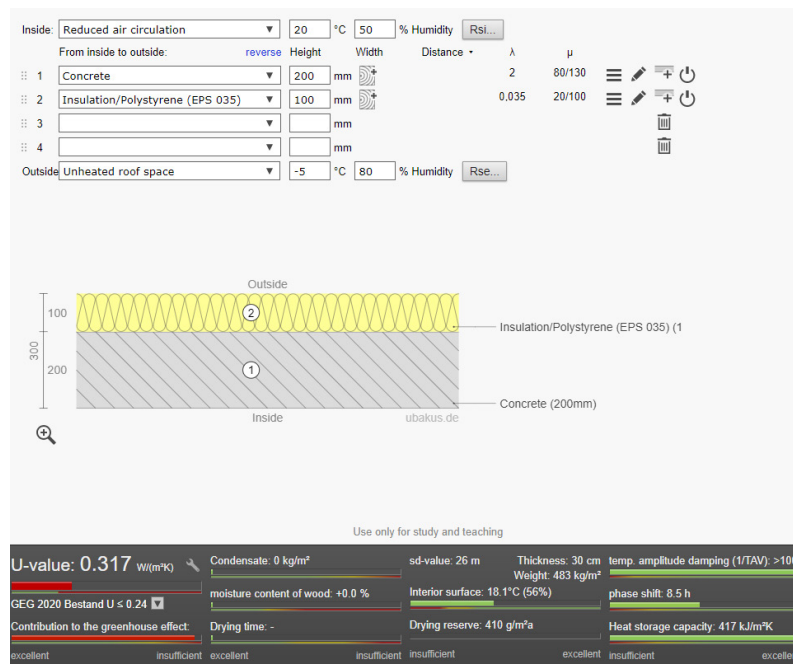 Inside: Reduced air circulation ▼ 20 °C 50 % Humidity Rsi...
From inside to outside: reverse Height Width Distance λ μ
1 Concrete ▼ 200 mm 2 80/130
2 Insulation/Polystyrene (EPS 035) ▼ 100 mm 0,035 20/100
3 ▼ mm
4 ▼ mm
Outside Unheated roof space ▼ -5 °C 80 % Humidity Rse...
Outside
100 2
Insulation/Polystyrene (EPS 035) (1
300
200 1
Concrete (200mm)
Inside ubakus.de
Use only for study and teaching
U-value: 0.317 W/(m²K)
GEG 2020 Bestand U ≤ 0.24 ▼
Contribution to the greenhouse effect:
excellent insufficient
Condensate: 0 kg/m²
moisture content of wood: +0.0 %
Drying time: -
excellent insufficient
sd-value: 26 m Thickness: 30 cm
Weight: 483 kg/m²
Interior surface: 18.1°C (56%)
Drying reserve: 410 g/m²a
insufficient excellent
temp. amplitude damping (1/TAV): >100
phase shift: 8.5 h
Heat storage capacity: 417 kJ/m²K
insufficient excelle